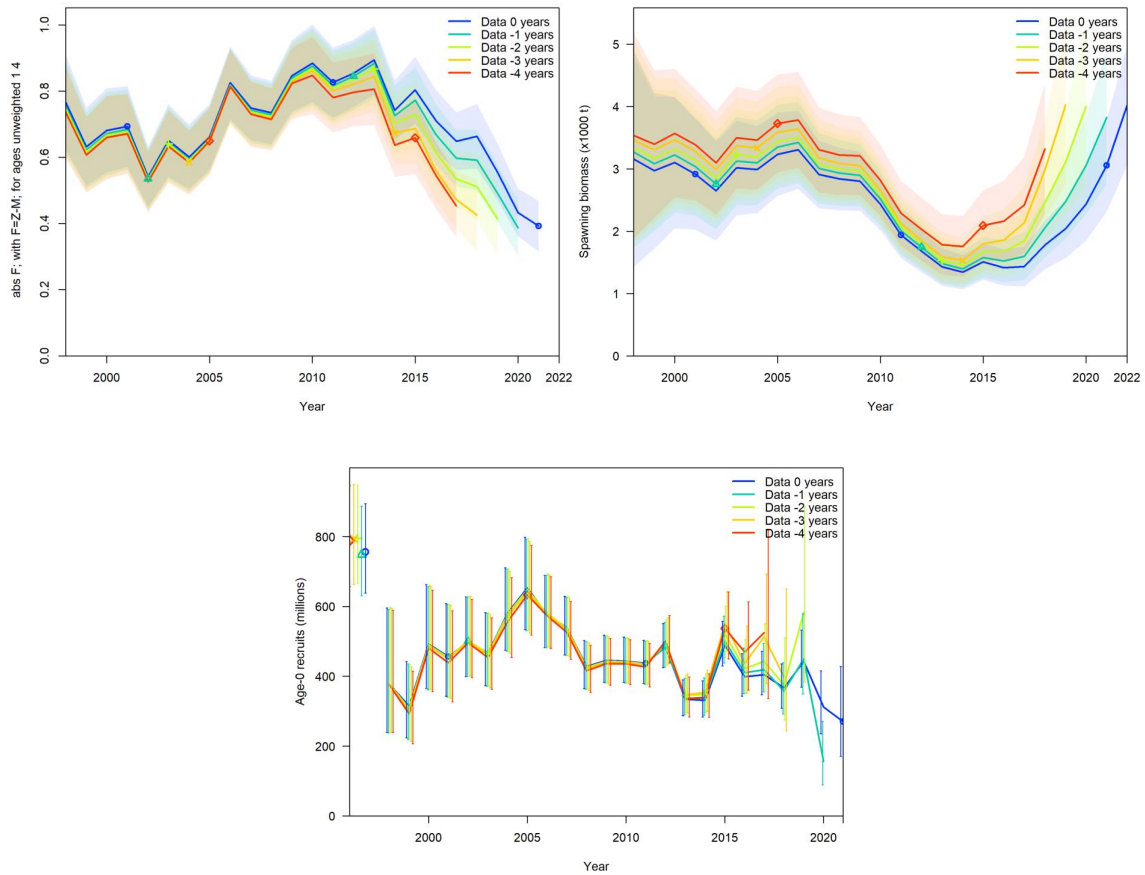 abs F; with F=Z-M; for ages unweighted 1 4
1.0
0.8
0.6
0.4
0.2
0.0
Data 0 years
Data -1 years
Data -2 years
Data -3 years
Data -4 years
2000 2005 2010 2015 2020 2022
Year
Spawning biomass (x1000 t)
5
4
3
2
1
0
Data 0 years
Data -1 years
Data -2 years
Data -3 years
Data -4 years
2000 2005 2010 2015 2020 2022
Year
Age-0 recruits (millions)
800
600
400
200
0
Data 0 years
Data -1 years
Data -2 years
Data -3 years
Data -4 years
2000 2005 2010 2015 2020
Year